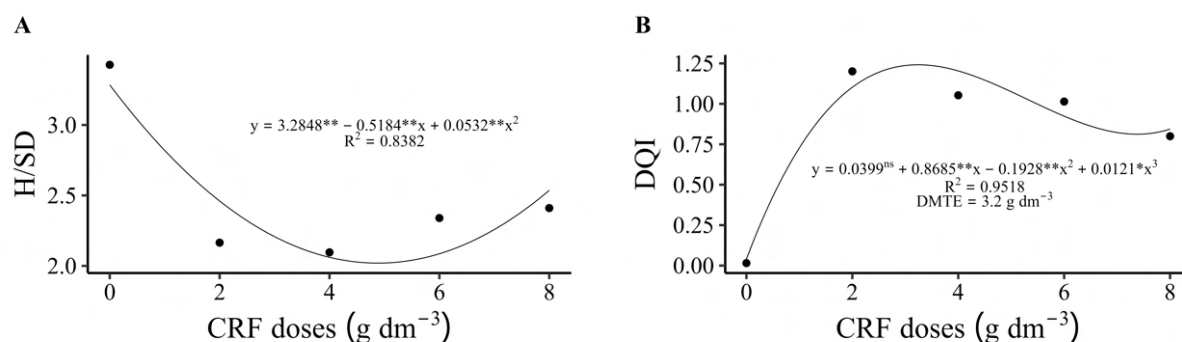 A
H/SD
3.0
2.5
2.0
y = 3.2848** − 0.5184**x + 0.0532**x²
R² = 0.8382
0 2 4 6 8
CRF doses (g dm⁻³)
B
DQI
1.25
1.00
0.75
0.50
0.25
0.00
y = 0.0399ⁿˢ + 0.8685**x − 0.1928**x² + 0.0121*x³
R² = 0.9518
DMTE = 3.2 g dm⁻³
0 2 4 6 8
CRF doses (g dm⁻³)